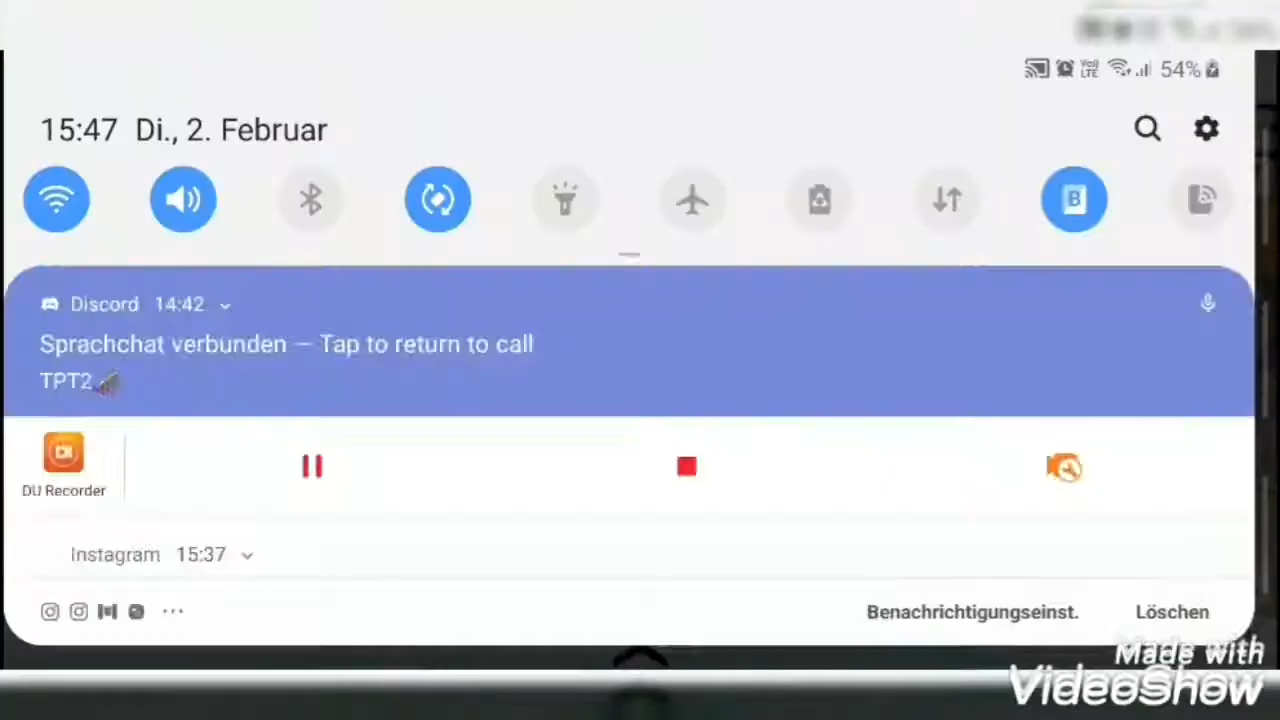 54%
15:47 Di., 2. Februar
Discord 14:42
Sprachchat verbunden — Tap to return to call
TPT2
DU Recorder
Instagram 15:37
Benachrichtigungseinst. Löschen
Made with
VideoShow